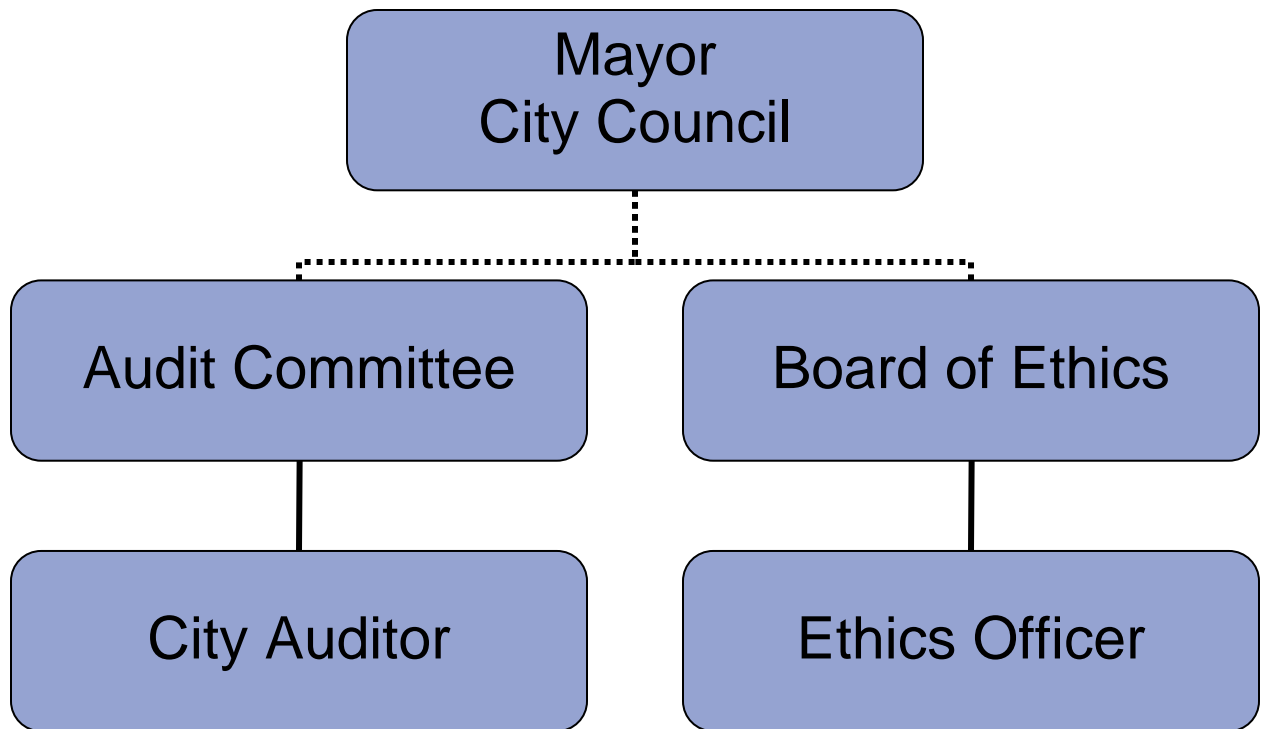 Mayor
City Council
Audit Committee
Board of Ethics
City Auditor
Ethics Officer